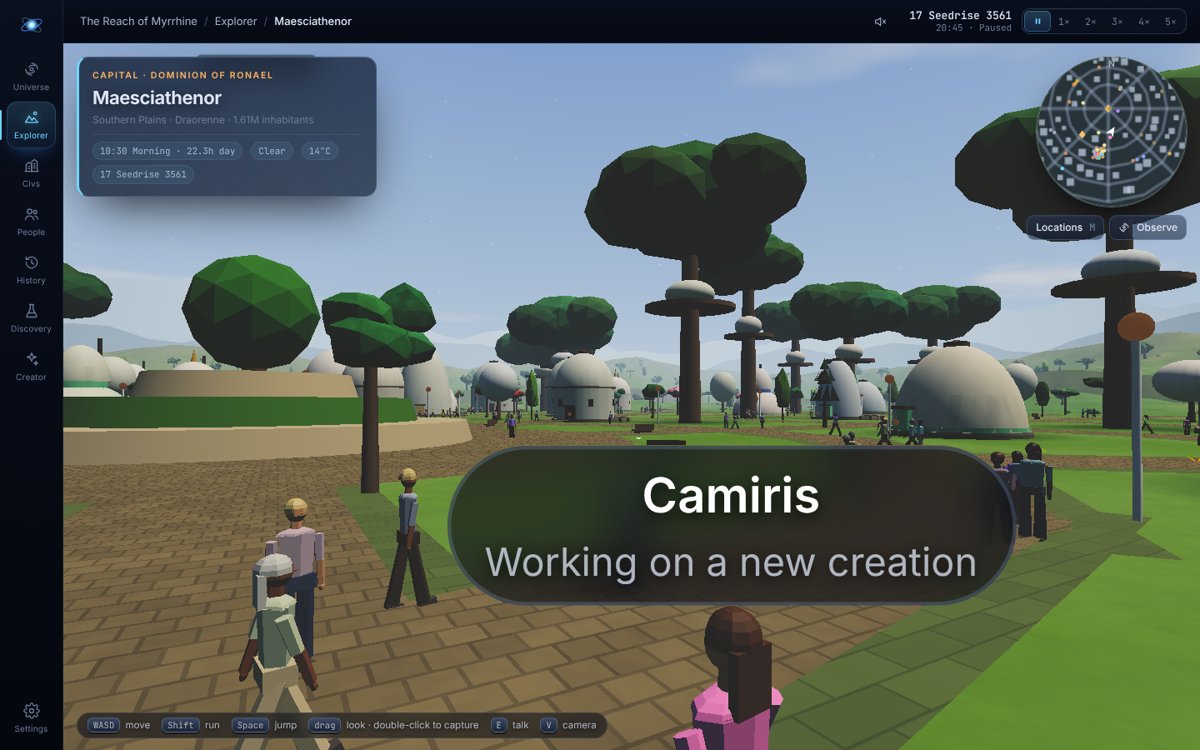 The Reach of Myrrhine / Explorer / Maesciathenor
17 Seedrise 3561
20:45 · Paused
1× 2× 3× 4× 5×
Universe
Explorer
Civs
People
History
Discovery
Creator
Settings
CAPITAL · DOMINION OF RONAEL
Maesciathenor
Southern Plains · Draorenne · 1.61M inhabitants
10:30 Morning · 22.3h day Clear 14°C
17 Seedrise 3561
N
Locations M Observe
Camiris
Working on a new creation
WASD move Shift run Space jump drag look · double-click to capture E talk V camera